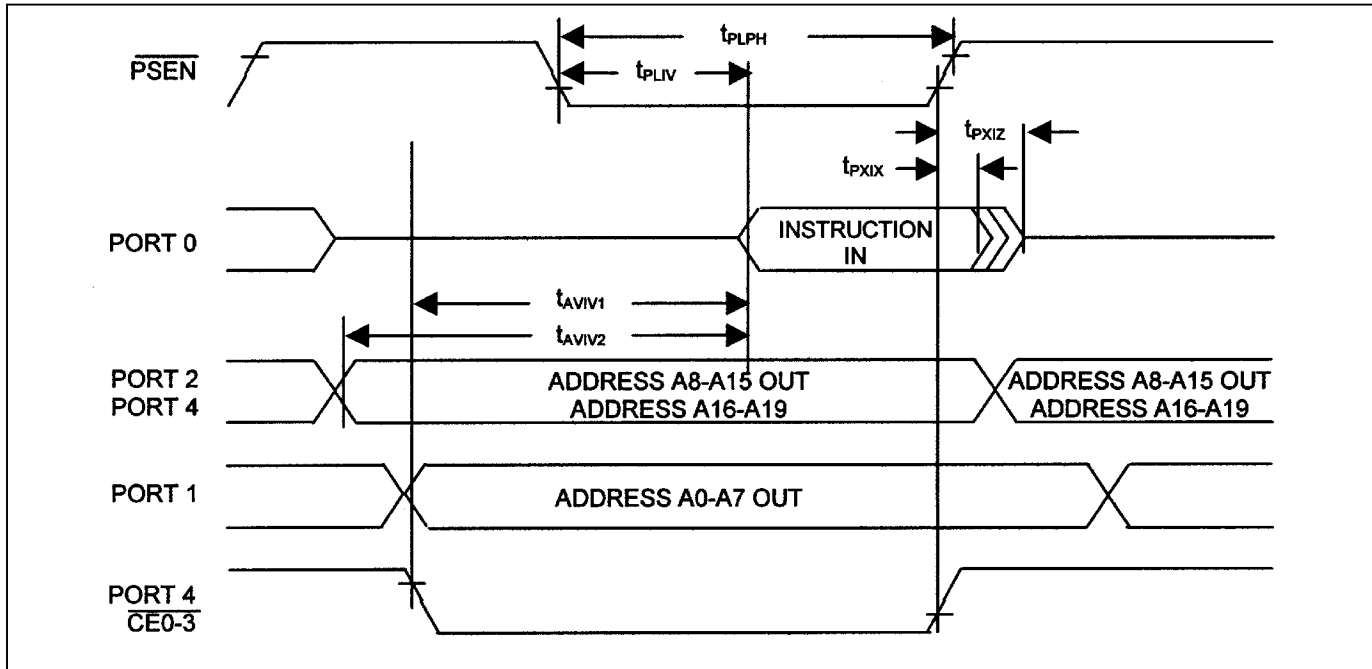 tPLPH
PSEN
tPLIV
tPXIZ
tPXIX
PORT 0
INSTRUCTION
IN
tAVIV1
tAVIV2
PORT 2
PORT 4
ADDRESS A8-A15 OUT
ADDRESS A16-A19
ADDRESS A8-A15 OUT
ADDRESS A16-A19
PORT 1
ADDRESS A0-A7 OUT
PORT 4
CE0-3